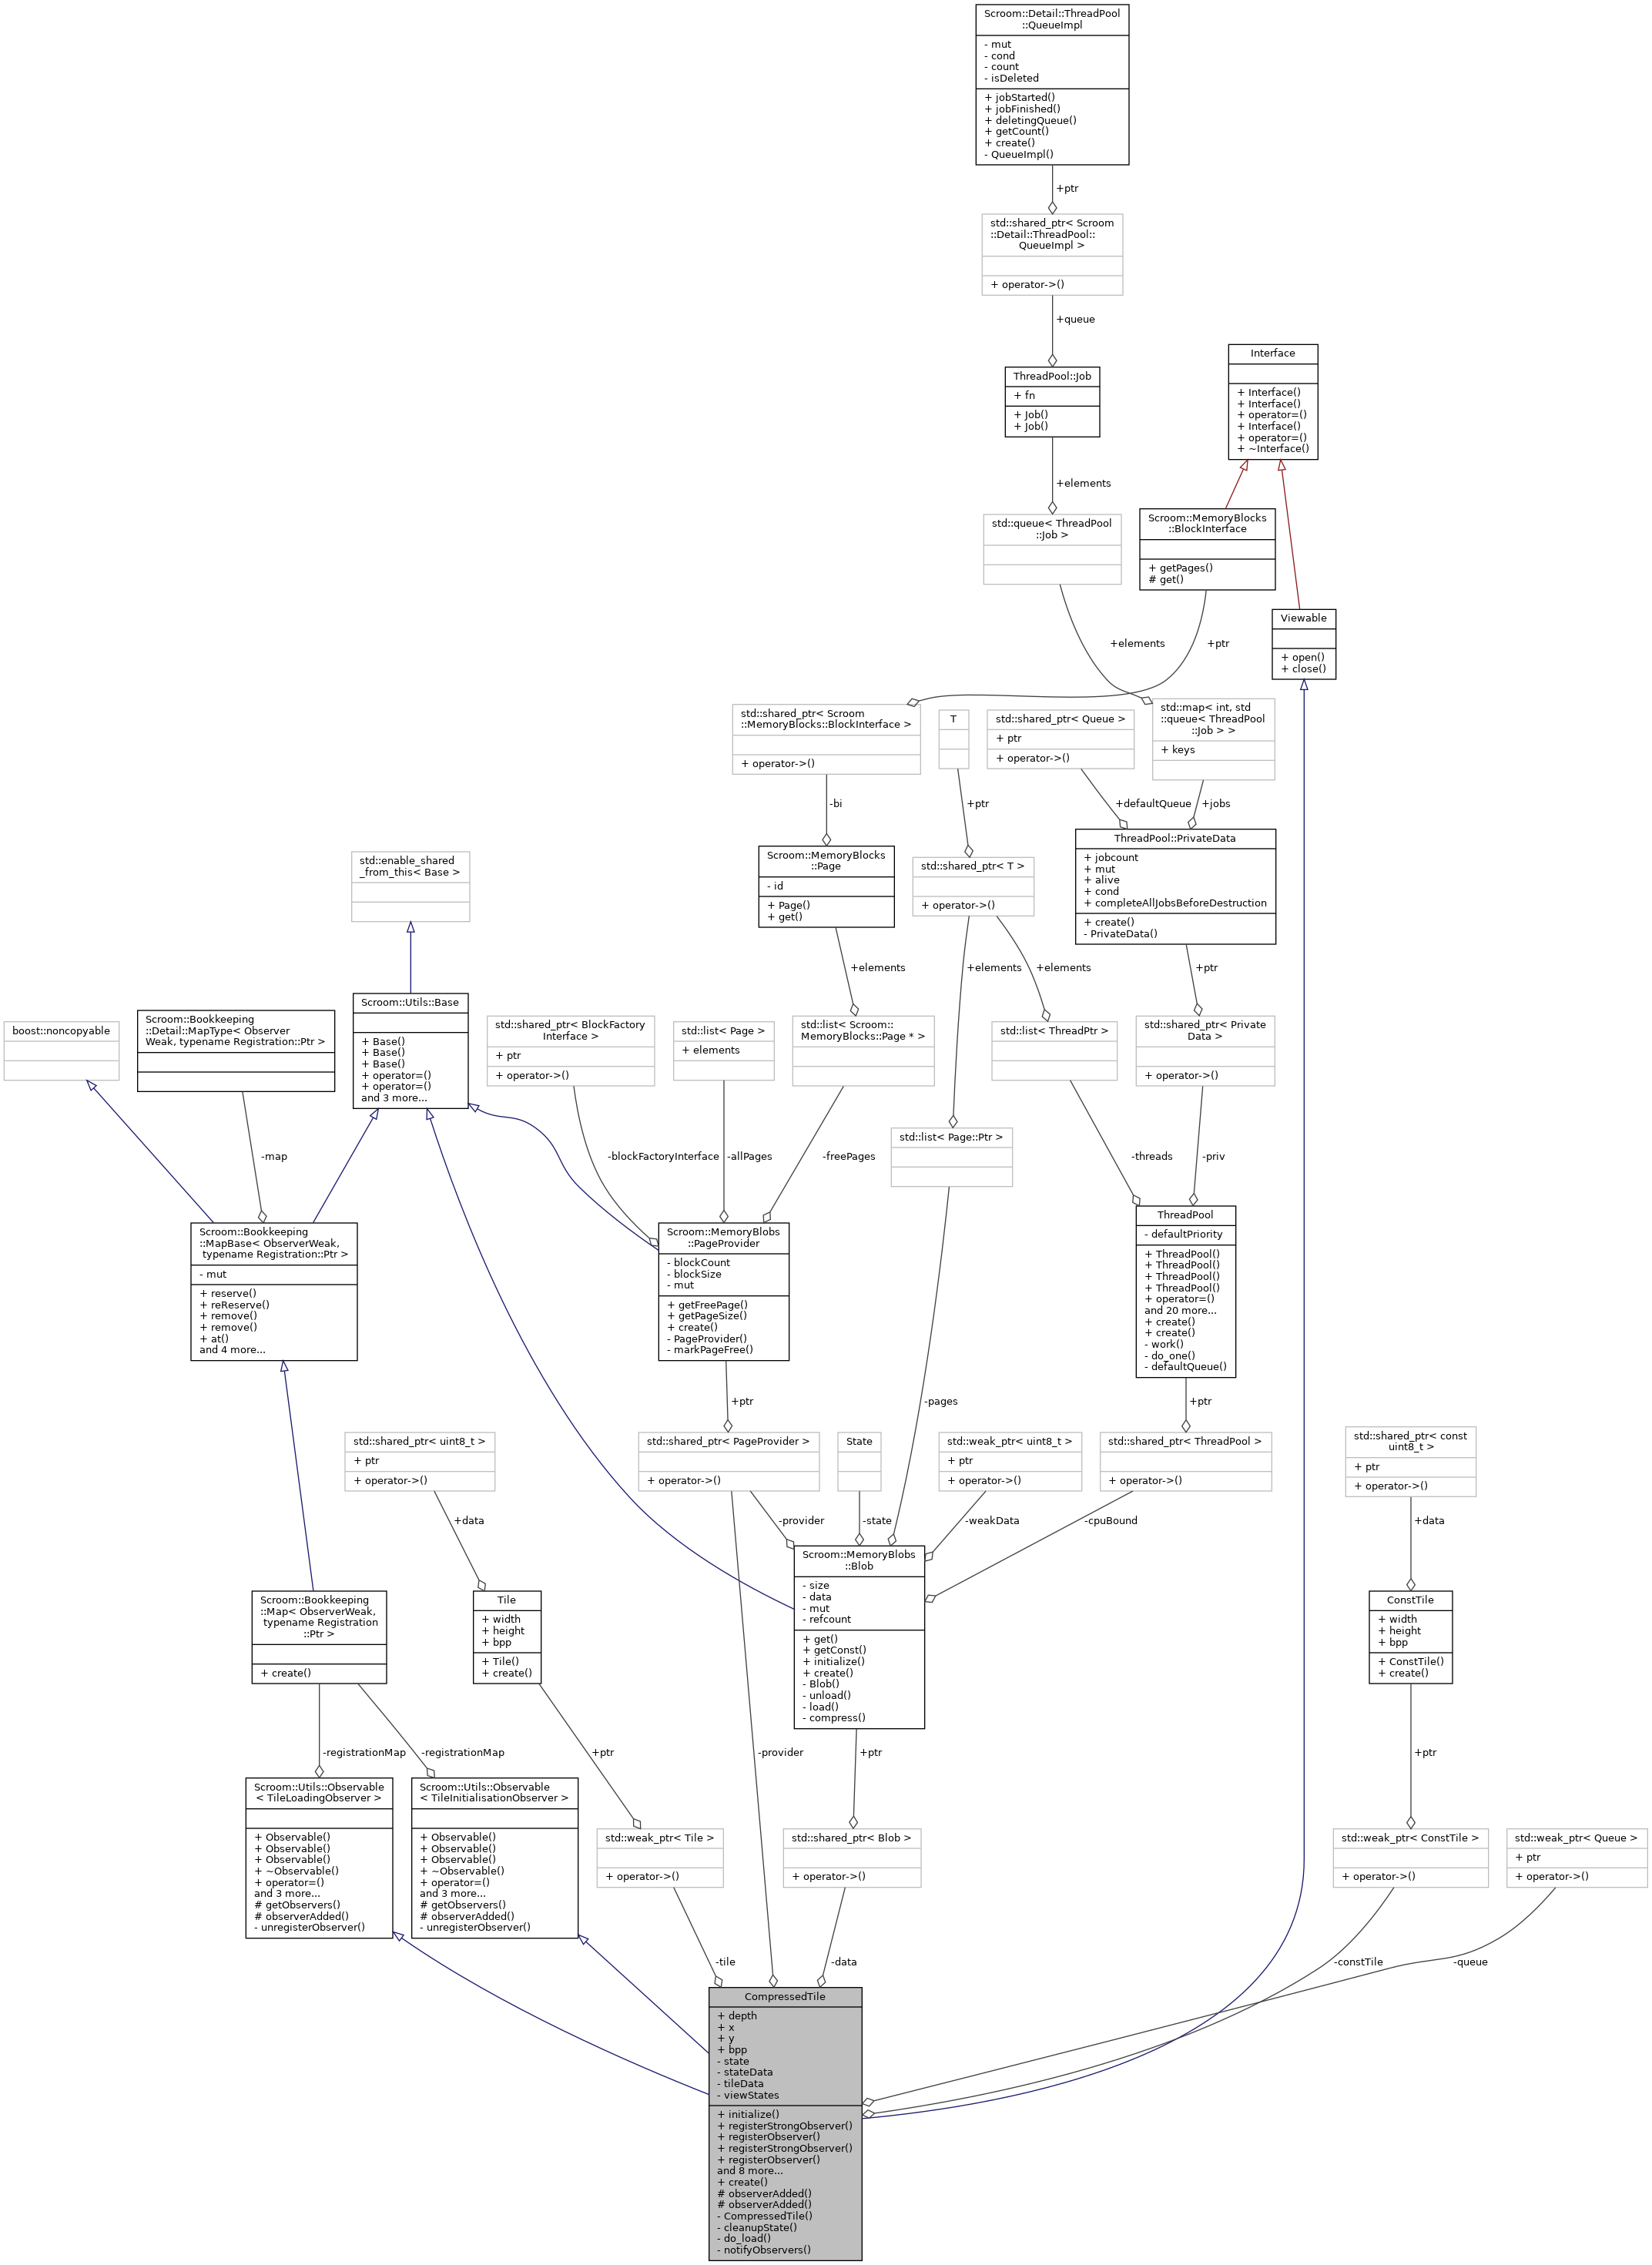 Scroom::Detail::ThreadPool
::QueueImpl
- mut
- cond
- count
- isDeleted
+ jobStarted()
+ jobFinished()
+ deletingQueue()
+ getCount()
+ create()
- QueueImpl()
+ptr
std::shared_ptr< Scroom
::Detail::ThreadPool::
QueueImpl >
+ operator->()
+queue
Interface
+ Interface()
+ Interface()
+ operator=()
+ Interface()
+ operator=()
+ ~Interface()
ThreadPool::Job
+ fn
+ Job()
+ Job()
+elements
std::queue< ThreadPool
::Job >
Scroom::MemoryBlocks
::BlockInterface
+ getPages()
# get()
Viewable
+ open()
+ close()
+elements
+ptr
std::shared_ptr< Scroom
::MemoryBlocks::BlockInterface >
+ operator->()
T
std::shared_ptr< Queue >
+ ptr
+ operator->()
std::map< int, std
::queue< ThreadPool
::Job > >
+ keys
-bi
+ptr
+defaultQueue
+jobs
std::enable_shared
_from_this< Base >
Scroom::MemoryBlocks
::Page
- id
+ Page()
+ get()
std::shared_ptr< T >
+ operator->()
ThreadPool::PrivateData
+ jobcount
+ mut
+ alive
+ cond
+ completeAllJobsBeforeDestruction
+ create()
- PrivateData()
+elements
+elements
+elements
+ptr
boost::noncopyable
Scroom::Bookkeeping
::Detail::MapType< Observer
Weak, typename Registration::Ptr >
Scroom::Utils::Base
+ Base()
+ Base()
+ Base()
+ operator=()
+ operator=()
and 3 more...
std::shared_ptr< BlockFactory
Interface >
+ ptr
+ operator->()
std::list< Page >
+ elements
std::list< Scroom::
MemoryBlocks::Page * >
std::list< ThreadPtr >
std::shared_ptr< Private
Data >
+ operator->()
std::list< Page::Ptr >
-map
-blockFactoryInterface
-allPages
-freePages
-threads
-priv
Scroom::Bookkeeping
::MapBase< ObserverWeak,
typename Registration::Ptr >
- mut
+ reserve()
+ reReserve()
+ remove()
+ remove()
+ at()
and 4 more...
Scroom::MemoryBlobs
::PageProvider
- blockCount
- blockSize
- mut
+ getFreePage()
+ getPageSize()
+ create()
- PageProvider()
- markPageFree()
ThreadPool
- defaultPriority
+ ThreadPool()
+ ThreadPool()
+ ThreadPool()
+ ThreadPool()
+ operator=()
and 20 more...
+ create()
+ create()
- work()
- do_one()
- defaultQueue()
+ptr
-pages
+ptr
std::shared_ptr< uint8_t >
+ ptr
+ operator->()
std::shared_ptr< PageProvider >
+ operator->()
State
std::weak_ptr< uint8_t >
+ ptr
+ operator->()
std::shared_ptr< ThreadPool >
+ operator->()
std::shared_ptr< const
uint8_t >
+ ptr
+ operator->()
+data
-provider
-state
-weakData
-cpuBound
+data
Scroom::Bookkeeping
::Map< ObserverWeak,
typename Registration
::Ptr >
+ create()
Tile
+ width
+ height
+ bpp
+ Tile()
+ create()
Scroom::MemoryBlobs
::Blob
- size
- data
- mut
- refcount
+ get()
+ getConst()
+ initialize()
+ create()
- Blob()
- unload()
- load()
- compress()
ConstTile
+ width
+ height
+ bpp
+ ConstTile()
+ create()
-registrationMap
-registrationMap
+ptr
-provider
+ptr
+ptr
Scroom::Utils::Observable
< TileLoadingObserver >
+ Observable()
+ Observable()
+ Observable()
+ ~Observable()
+ operator=()
and 3 more...
# getObservers()
# observerAdded()
- unregisterObserver()
Scroom::Utils::Observable
< TileInitialisationObserver >
+ Observable()
+ Observable()
+ Observable()
+ ~Observable()
+ operator=()
and 3 more...
# getObservers()
# observerAdded()
- unregisterObserver()
std::weak_ptr< Tile >
+ operator->()
std::shared_ptr< Blob >
+ operator->()
std::weak_ptr< ConstTile >
+ operator->()
std::weak_ptr< Queue >
+ ptr
+ operator->()
-tile
-data
-constTile
-queue
CompressedTile
+ depth
+ x
+ y
+ bpp
- state
- stateData
- tileData
- viewStates
+ initialize()
+ registerStrongObserver()
+ registerObserver()
+ registerStrongObserver()
+ registerObserver()
and 8 more...
+ create()
# observerAdded()
# observerAdded()
- CompressedTile()
- cleanupState()
- do_load()
- notifyObservers()